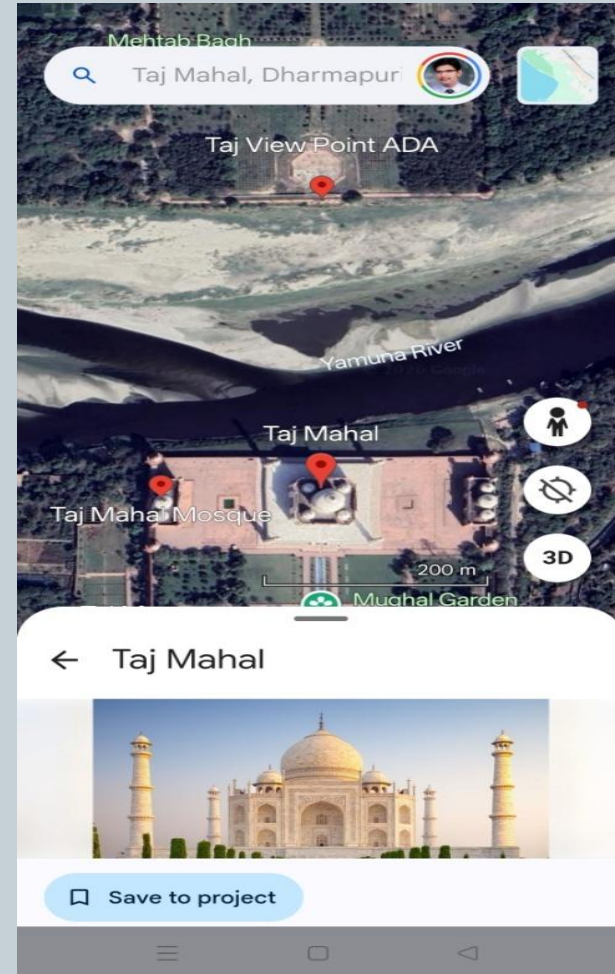 Mehtab Bagh
Taj Mahal, Dharmapuri
Taj View Point ADA
Yamuna River
Taj Mahal
Taj Mahal Mosque
3D
200 m
Mughal Garden
Taj Mahal
Save to project